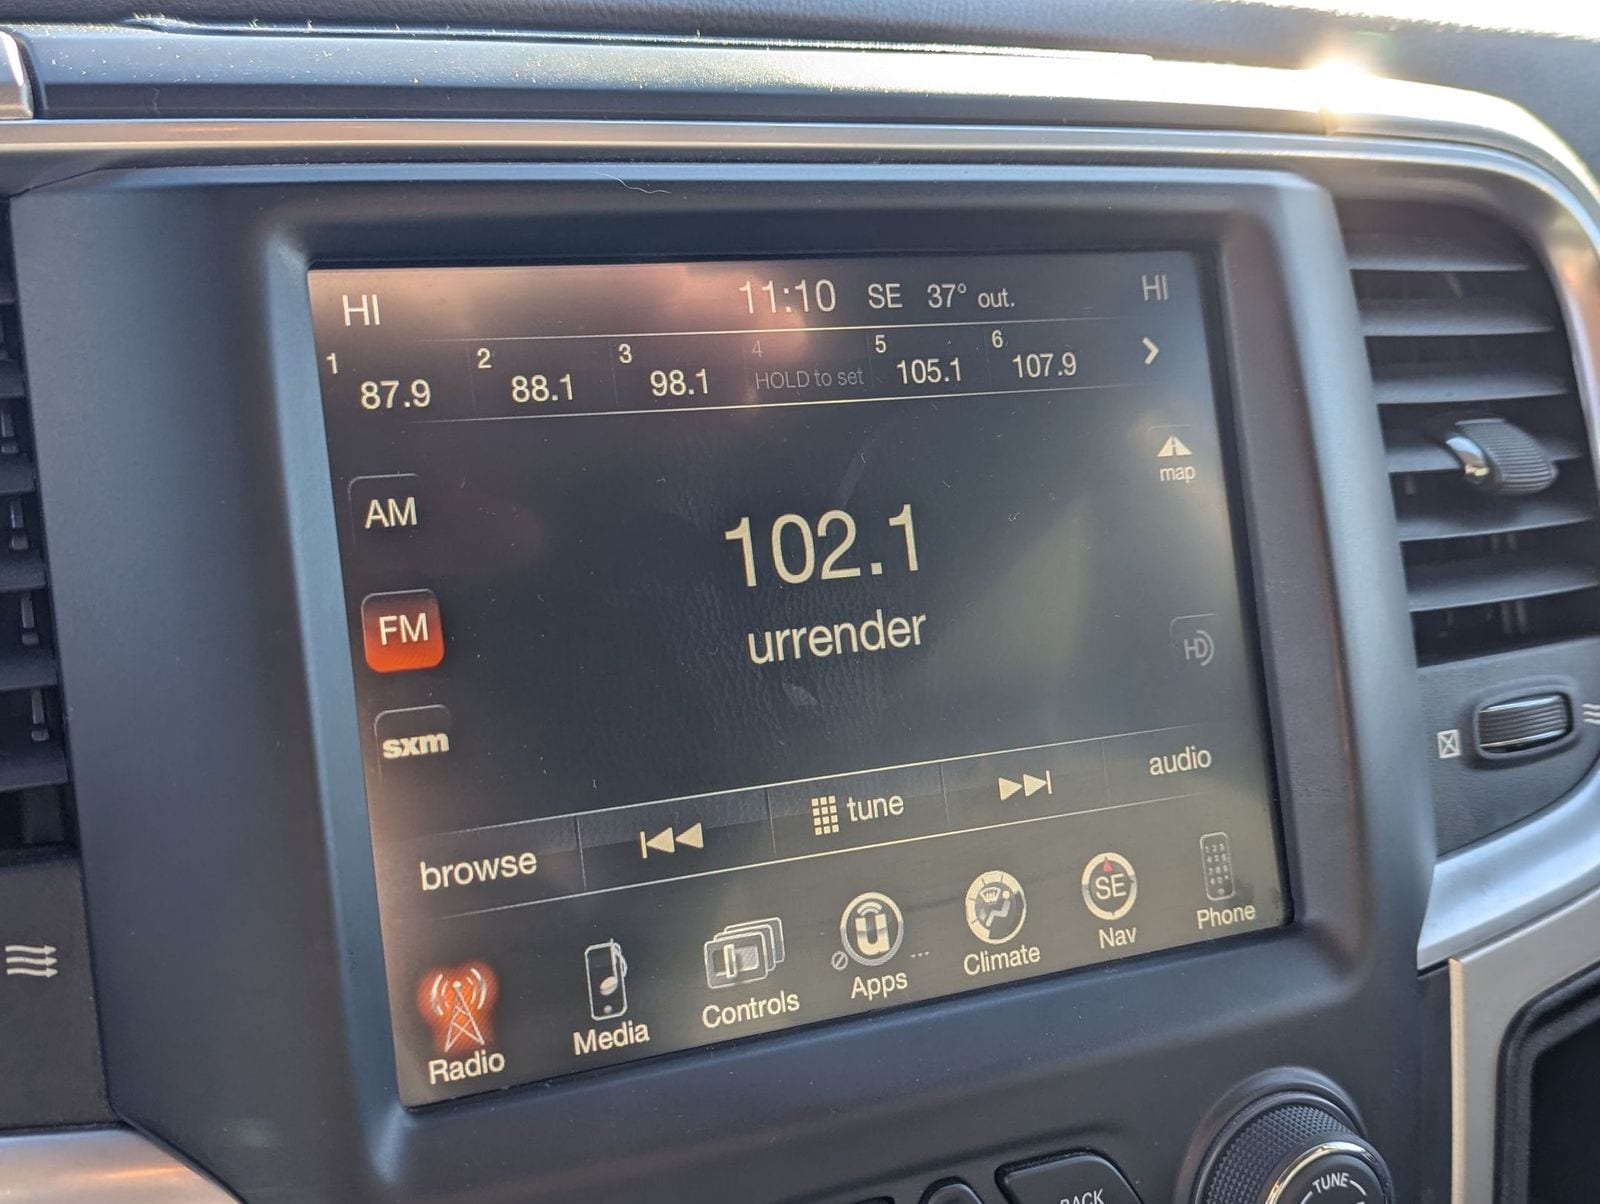 HI 11:10 SE 37° out. HI
1 87.9 2 88.1 3 98.1 4 HOLD to set 5 105.1 6 107.9
map
AM
102.1
FM
urrender
HD
sxm
browse tune audio
SE
Radio Media Controls Apps Climate Nav Phone
BACK
TUNE